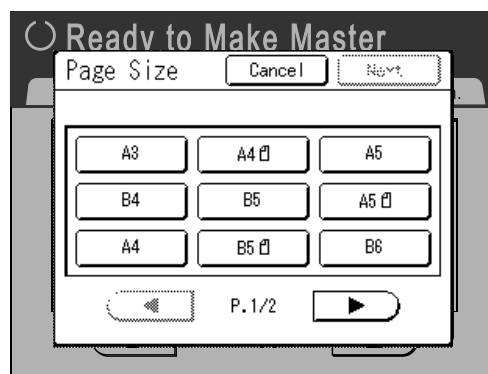 Ready to Make Master
Page Size Cancel Next
A3 A4 A5
B4 B5 A5
A4 B5 B6
P.1/2